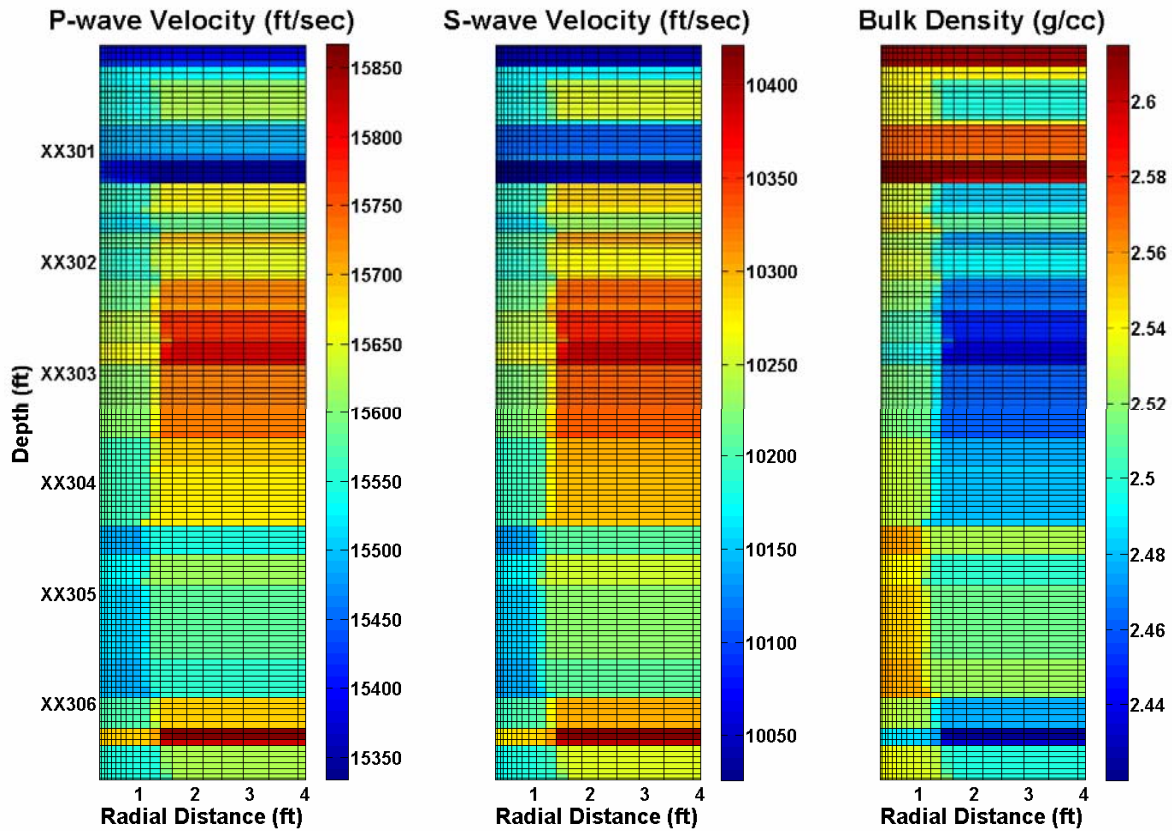 P-wave Velocity (ft/sec)
S-wave Velocity (ft/sec)
Bulk Density (g/cc)
Depth (ft)
XX301
XX302
XX303
XX304
XX305
XX306
15850
15800
15750
15700
15650
15600
15550
15500
15450
15400
15350
10400
10350
10300
10250
10200
10150
10100
10050
2.6
2.58
2.56
2.54
2.52
2.5
2.48
2.46
2.44
1 2 3 4
Radial Distance (ft)
1 2 3 4
Radial Distance (ft)
1 2 3 4
Radial Distance (ft)